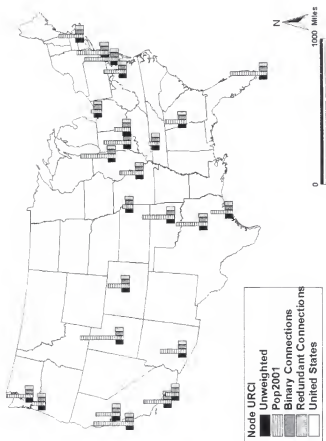 N
0
1000 Miles
Node URCI
Unweighted
Pop2001
Binary Connections
Redundant Connections
United States